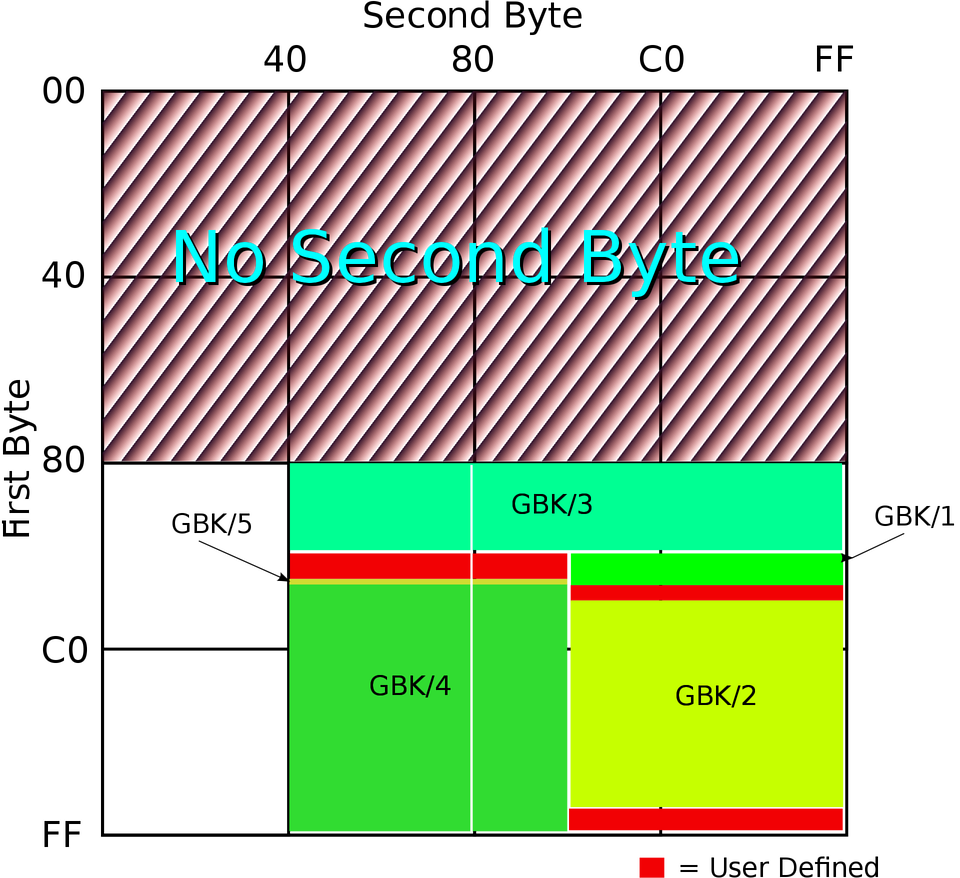 Second Byte
40 80 C0 FF
00
No Second Byte
40
First Byte
80
GBK/3
GBK/5
GBK/1
C0
GBK/4
GBK/2
FF
= User Defined